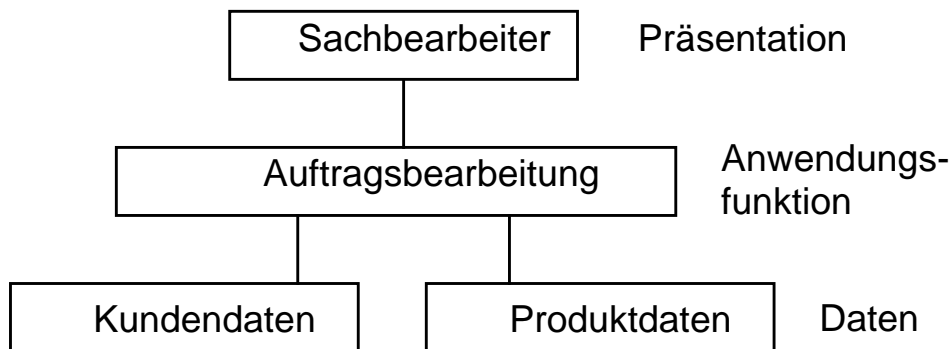 Sachbearbeiter Präsentation
Auftragsbearbeitung
Anwendungs-
funktion
Kundendaten Produktdaten Daten